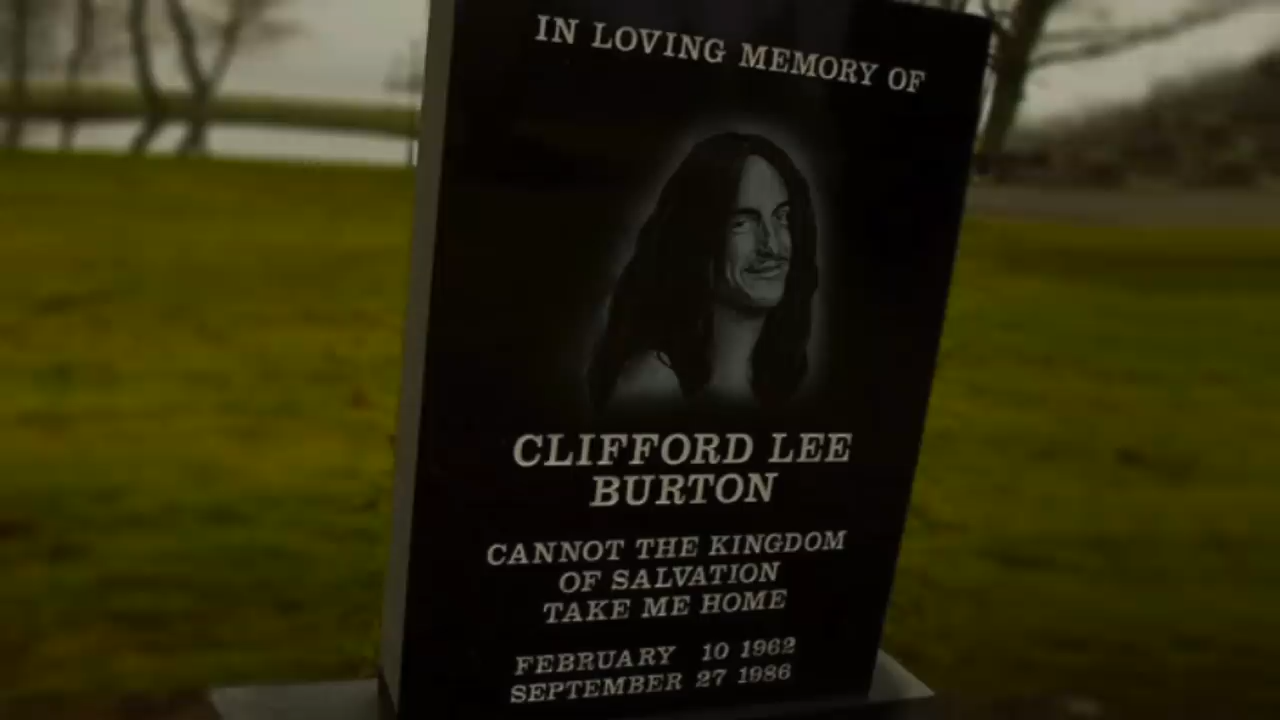 IN LOVING MEMORY OF
CLIFFORD LEE
BURTON
CANNOT THE KINGDOM
OF SALVATION
TAKE ME HOME
FEBRUARY 10 1962
SEPTEMBER 27 1986